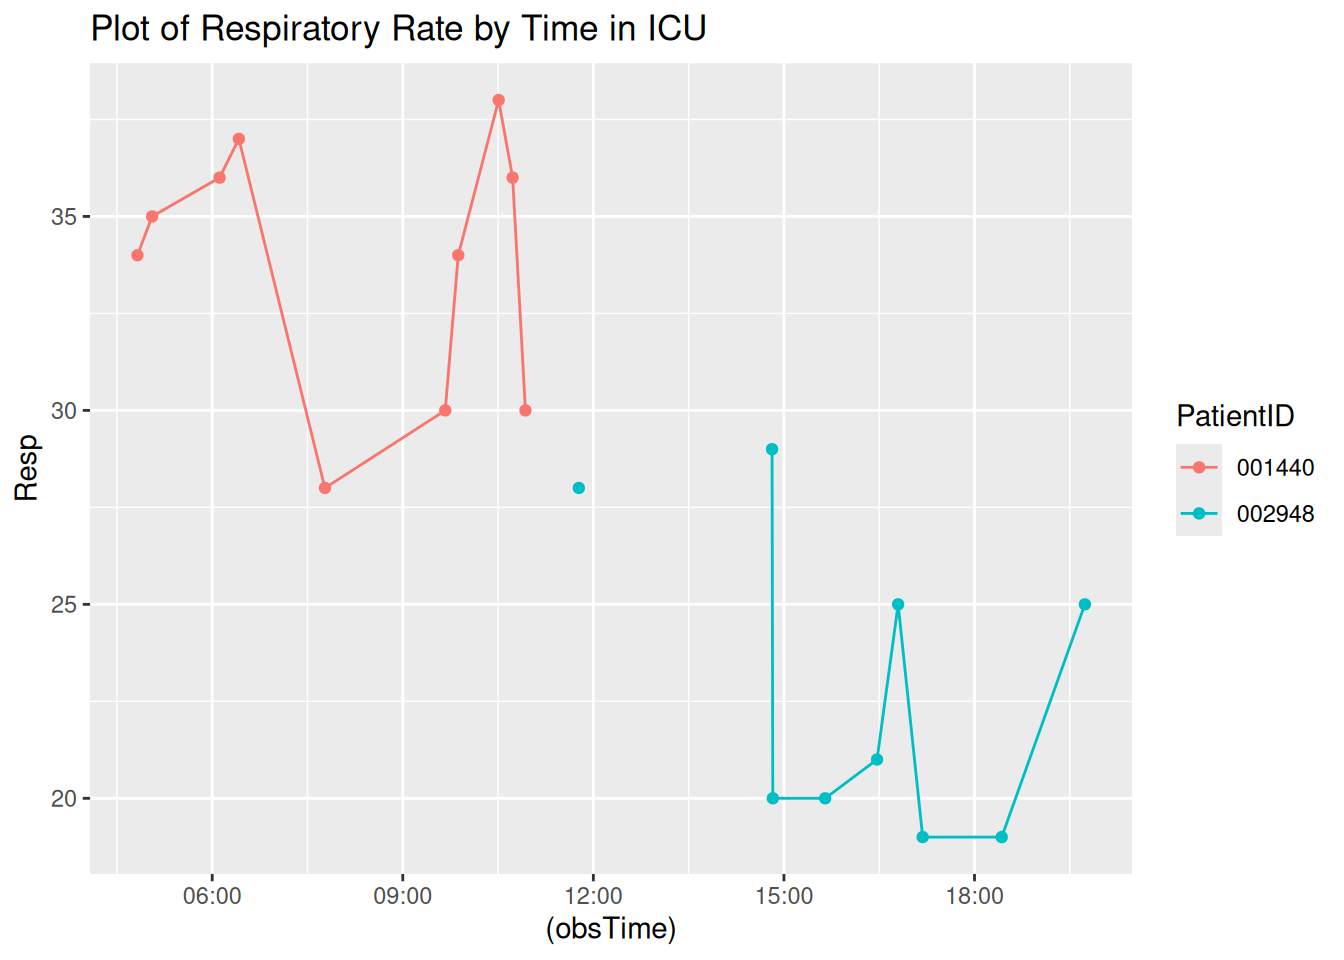 Plot of Respiratory Rate by Time in ICU
35
30
25
20
Resp
06:00 09:00 12:00 15:00 18:00
(obsTime)
PatientID
001440
002948